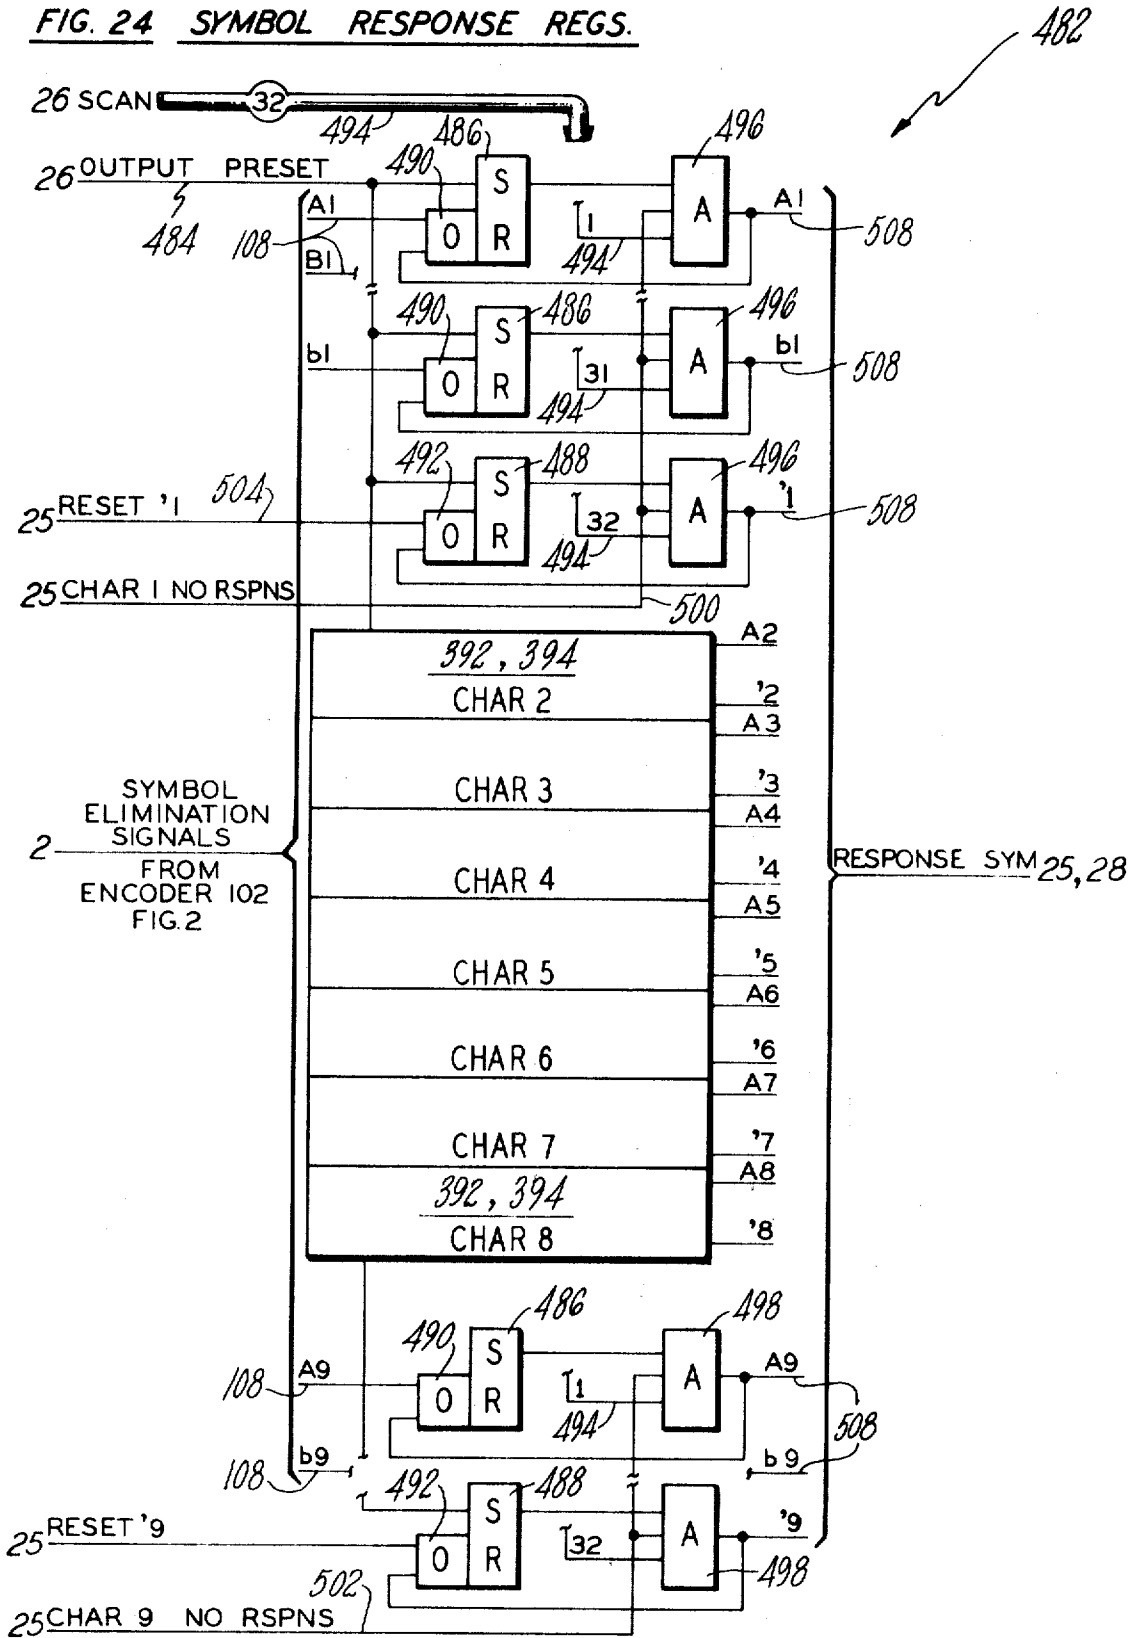 FIG. 24 SYMBOL RESPONSE REGS.
482
26 SCAN 32
494
486
496
490
26 OUTPUT PRESET
S
A1
O
R
A
1
A1
484
108
494
508
B1
490
486
496
S
b1
b1
O
R
31
A
494
508
492
488
496
S
25 RESET '1
504
O
R
32
A
'1
494
508
25 CHAR 1 NO RSPNS
500
A2
392, 394
CHAR 2
'2
A3
CHAR 3
'3
A4
SYMBOL
ELIMINATION
SIGNALS
2
FROM
ENCODER 102
FIG. 2
RESPONSE SYM 25, 28
CHAR 4
'4
A5
CHAR 5
'5
A6
CHAR 6
'6
A7
CHAR 7
'7
A8
392, 394
CHAR 8
'8
486
498
490
S
A9
108
O
R
1
A
A9
494
508
b9
108
b9
492
488
S
25 RESET '9
O
R
32
A
'9
498
502
25 CHAR 9 NO RSPNS